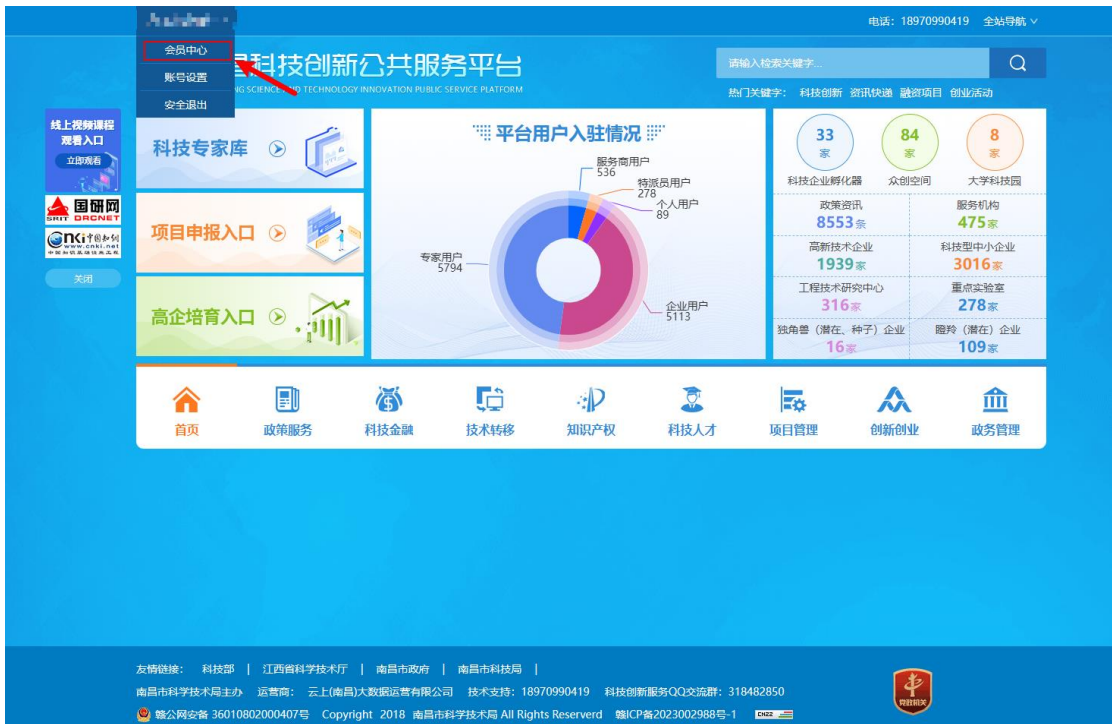 电话：18970990419 全站导航
会员中心
账号设置
安全退出
科技创新公共服务平台
SCIENCE AND TECHNOLOGY INNOVATION PUBLIC SERVICE PLATFORM
请输入检索关键字...
热门关键字： 科技创新 资讯快递 融资项目 创业活动
线上视频课程
观看入口
立即观看
国研网
DRCNET
CNKi中国知网
www.cnki.net
关闭
科技专家库
项目申报入口
高企培育入口
平台用户入驻情况
服务商用户
536
特派员用户
278
个人用户
89
专家用户
5794
企业用户
5113
33
家
科技企业孵化器
84
家
众创空间
8
家
大学科技园
政策资讯
8553条
服务机构
475家
高新技术企业
1939家
科技型中小企业
3016家
工程技术研究中心
316家
重点实验室
278家
独角兽（潜在、种子）企业
16家
瞪羚（潜在）企业
109家
首页
政策服务
科技金融
技术转移
知识产权
科技人才
项目管理
创新创业
政务管理
友情链接： 科技部 | 江西省科学技术厅 | 南昌市政府 | 南昌市科技局 |
南昌市科学技术局主办 运营商： 云上(南昌)大数据运营有限公司 技术支持：18970990419 科技创新服务QQ交流群：318482850
赣公网安备 36010802000407号 Copyright 2018 南昌市科学技术局 All Rights Reserverd 赣ICP备2023002988号-1 CNZZ
党政机关